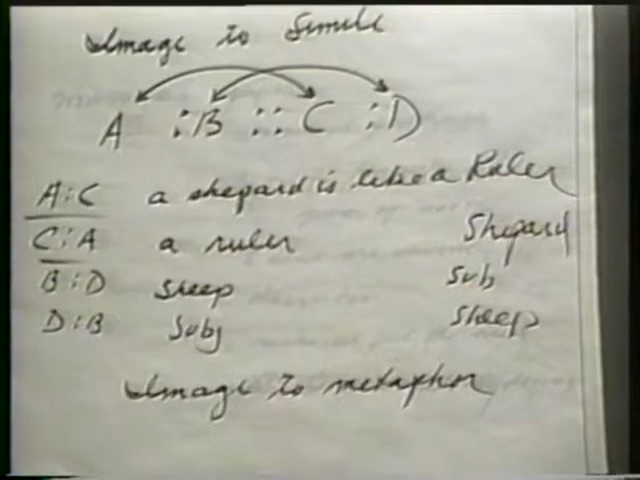 Image to Simile
A : B :: C : D
A:C a shepard is like a Ruler
C:A a ruler Shepard
B:D sheep sub
D:B Subj sheep
Image to metaphor